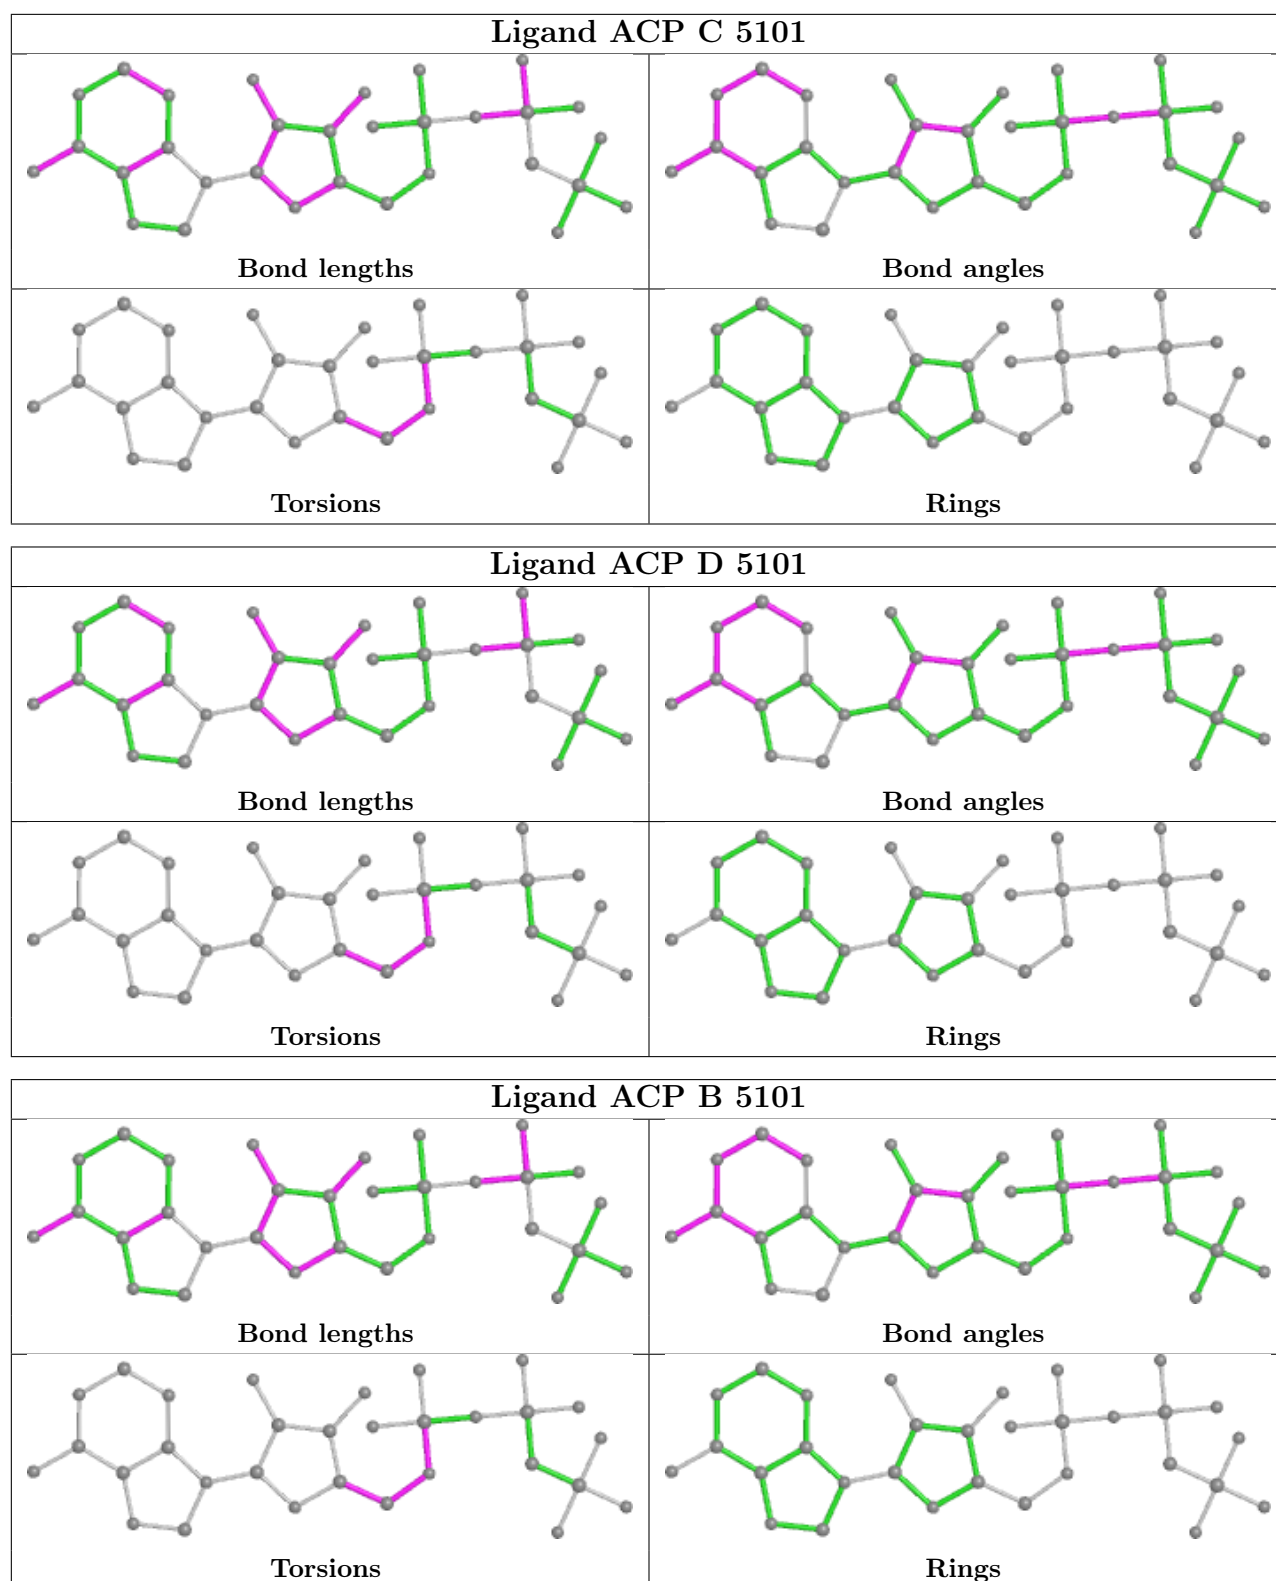 Ligand ACP C 5101
Bond lengths
Bond angles
Torsions
Rings
Ligand ACP D 5101
Bond lengths
Bond angles
Torsions
Rings
Ligand ACP B 5101
Bond lengths
Bond angles
Torsions
Rings